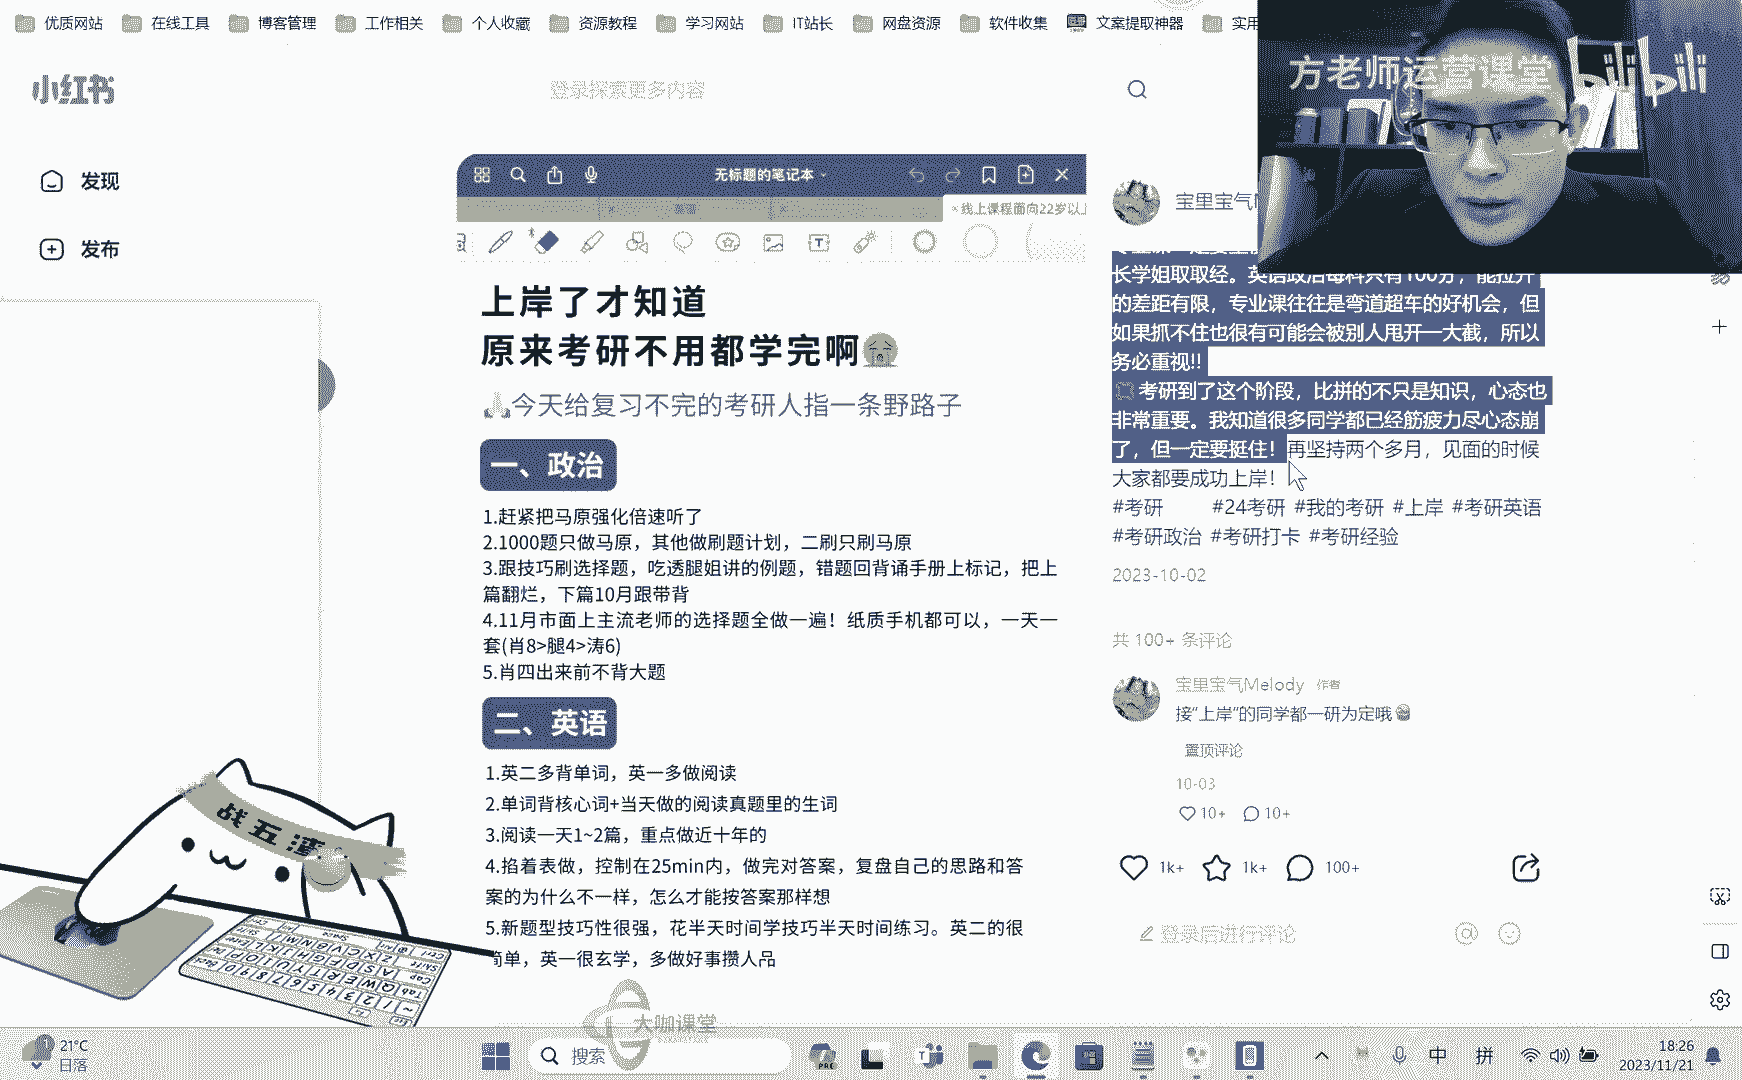 优质网站 在线工具 博客管理 工作相关 个人收藏 资源教程 学习网站 IT站长 网盘资源 软件收集 文案提取神器 实用
方老师运营课堂 bilibili
小红书
登录探索更多内容
发现
发布
无标题的笔记本
线上课程面向22岁以上
上岸了才知道
原来考研不用都学完啊😭
🙏今天给复习不完的考研人指一条野路子
一、政治
1.赶紧把马原强化倍速听了
2.1000题只做马原，其他做刷题计划，二刷只刷马原
3.跟技巧刷选择题，吃透腿姐讲的例题，错题回背诵手册上标记，把上
篇翻烂，下篇10月跟带背
4.11月市面上主流老师的选择题全做一遍！纸质手机都可以，一天一
套(肖8>腿4>涛6)
5.肖四出来前不背大题
二、英语
1.英二多背单词，英一多做阅读
2.单词背核心词+当天做的阅读真题里的生词
3.阅读一天1~2篇，重点做近十年的
4.掐着表做，控制在25min内，做完对答案，复盘自己的思路和答
案的为什么不一样，怎么才能按答案那样想
5.新题型技巧性很强，花半天时间学技巧半天时间练习。英二的很
简单，英一很玄学，多做好事攒人品
宝里宝气
长学姐取取经。英语政治每科只有100分，能拉开
的差距有限，专业课往往是弯道超车的好机会，但
如果抓不住也很有可能会被别人甩开一大截，所以
务必重视!!
考研到了这个阶段，比拼的不只是知识，心态也
非常重要。我知道很多同学都已经筋疲力尽心态崩
了，但一定要挺住！再坚持两个多月，见面的时候
大家都要成功上岸！
#考研 #24考研 #我的考研 #上岸 #考研英语
#考研政治 #考研打卡 #考研经验
2023-10-02
共 100+ 条评论
宝里宝气Melody 作者
接“上岸”的同学都一研为定哦
置顶评论
10-03
10+ 10+
1k+ 1k+ 100+
登录后进行评论
战五渣
大咖课堂
21°C
日落
搜索
中 拼
18:26
2023/11/21